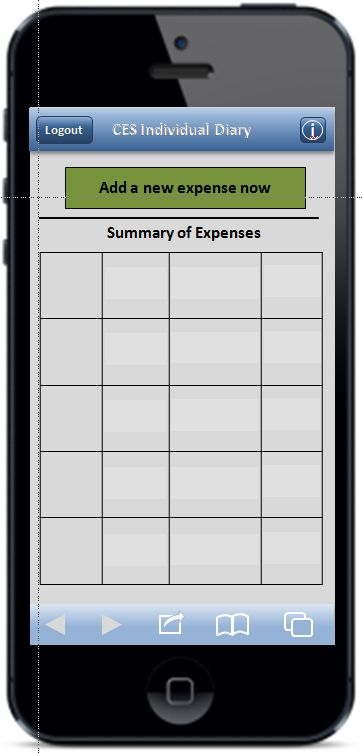 Logout
CES Individual Diary
i
Add a new expense now
Summary of Expenses